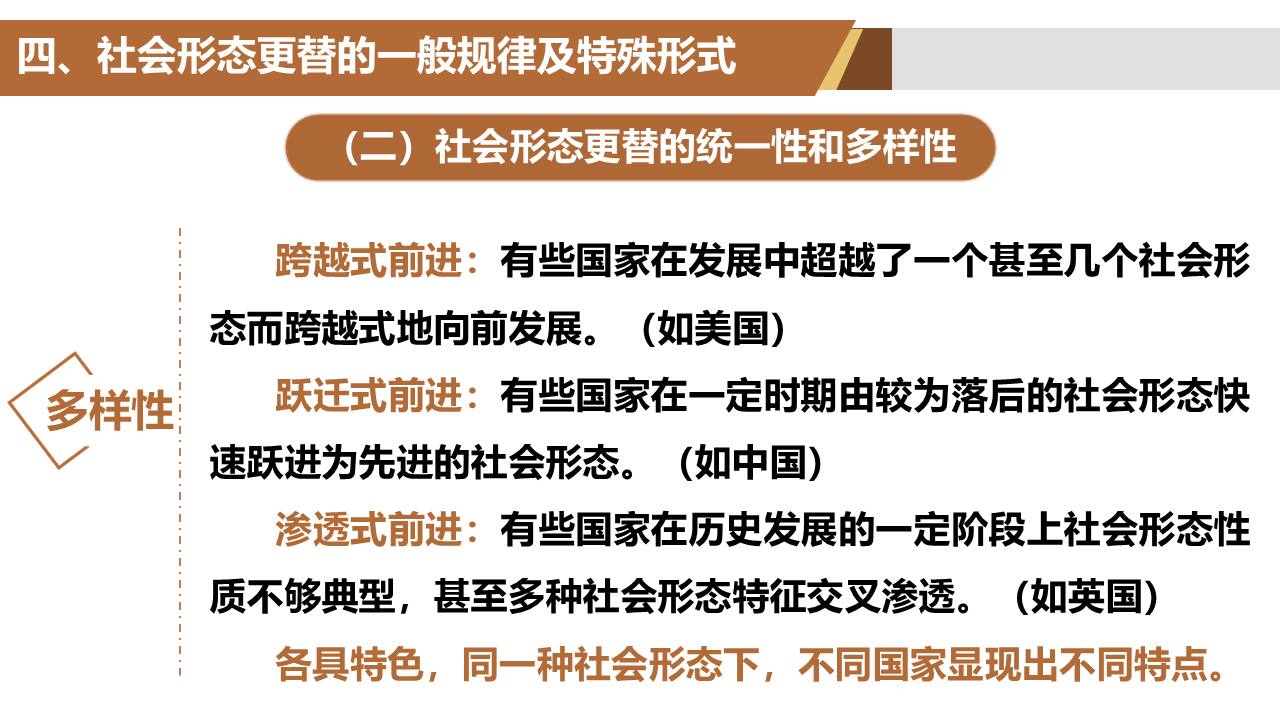 四、社会形态更替的一般规律及特殊形式
（二）社会形态更替的统一性和多样性
跨越式前进：有些国家在发展中超越了一个甚至几个社会形
态而跨越式地向前发展。（如美国）
多样性
跃迁式前进：有些国家在一定时期由较为落后的社会形态快
速跃进为先进的社会形态。（如中国）
渗透式前进：有些国家在历史发展的一定阶段上社会形态性
质不够典型，甚至多种社会形态特征交叉渗透。（如英国）
各具特色，同一种社会形态下，不同国家显现出不同特点。